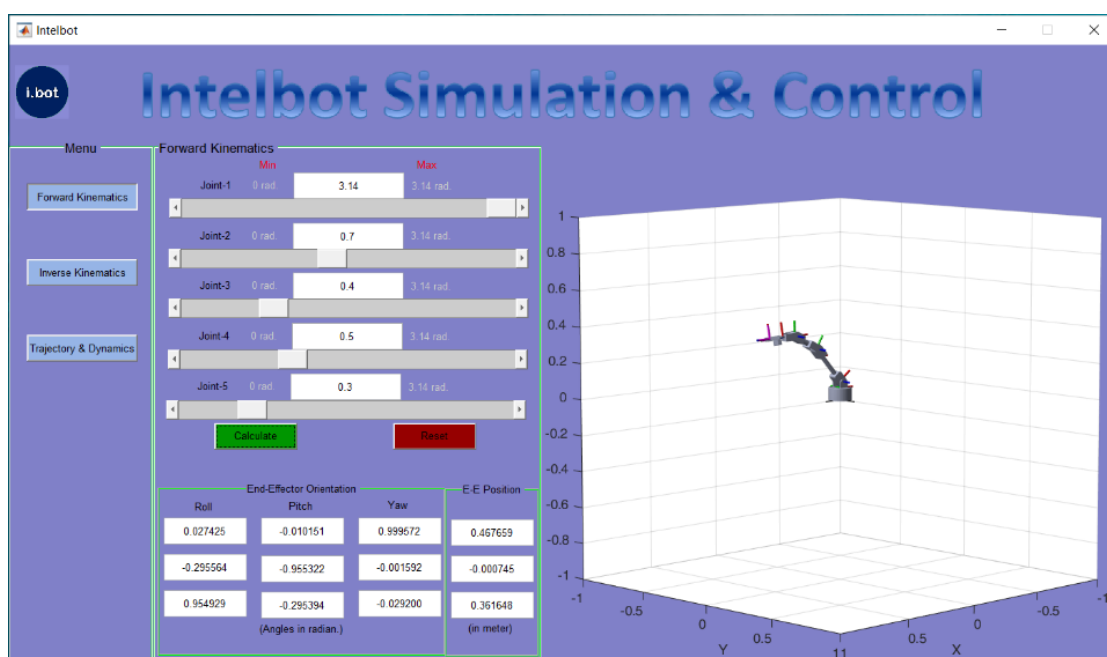 Intelbot
i.bot
Intelbot Simulation & Control
Menu
Forward Kinematics
Inverse Kinematics
Trajectory & Dynamics
Forward Kinematics
Min Max
Joint-1 0 rad. 3.14 3.14 rad.
Joint-2 0 rad. 0.7 3.14 rad.
Joint-3 0 rad. 0.4 3.14 rad.
Joint-4 0 rad. 0.5 3.14 rad.
Joint-5 0 rad. 0.3 3.14 rad.
Calculate Reset
End-Effector Orientation E-E Position
Roll Pitch Yaw
0.027425 -0.010151 0.999572 0.467659
-0.295564 -0.955322 -0.001592 -0.000745
0.954929 -0.295394 -0.029200 0.361648
(Angles in radian.) (in meter)
1
0.8
0.6
0.4
0.2
0
-0.2
-0.4
-0.6
-0.8
-1
-1 -0.5 0 0.5 11 0.5 0 -0.5 -1
Y X